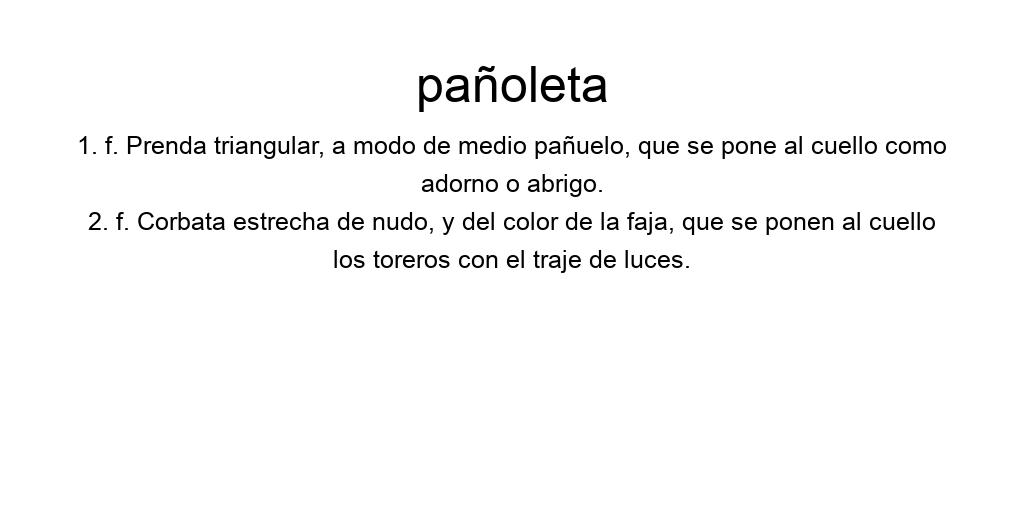 pañoleta
1. f. Prenda triangular, a modo de medio pañuelo, que se pone al cuello como
adorno o abrigo.
2. f. Corbata estrecha de nudo, y del color de la faja, que se ponen al cuello
los toreros con el traje de luces.